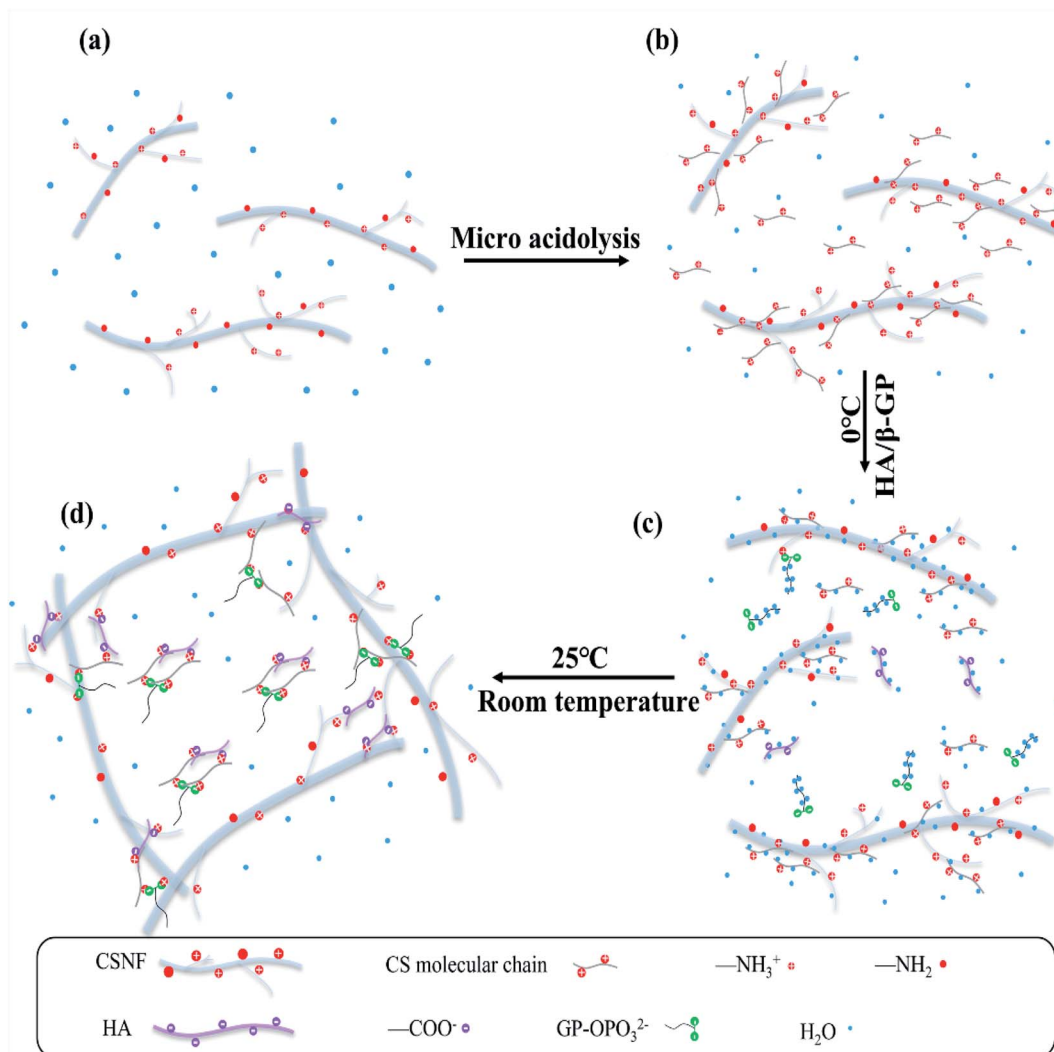 (a)
(b)
Micro acidolysis
0°C
HA/β-GP
(d)
(c)
25°C
Room temperature
CSNF
CS molecular chain
—NH₃⁺
—NH₂
HA
—COO⁻
GP-OPO₃²⁻
H₂O